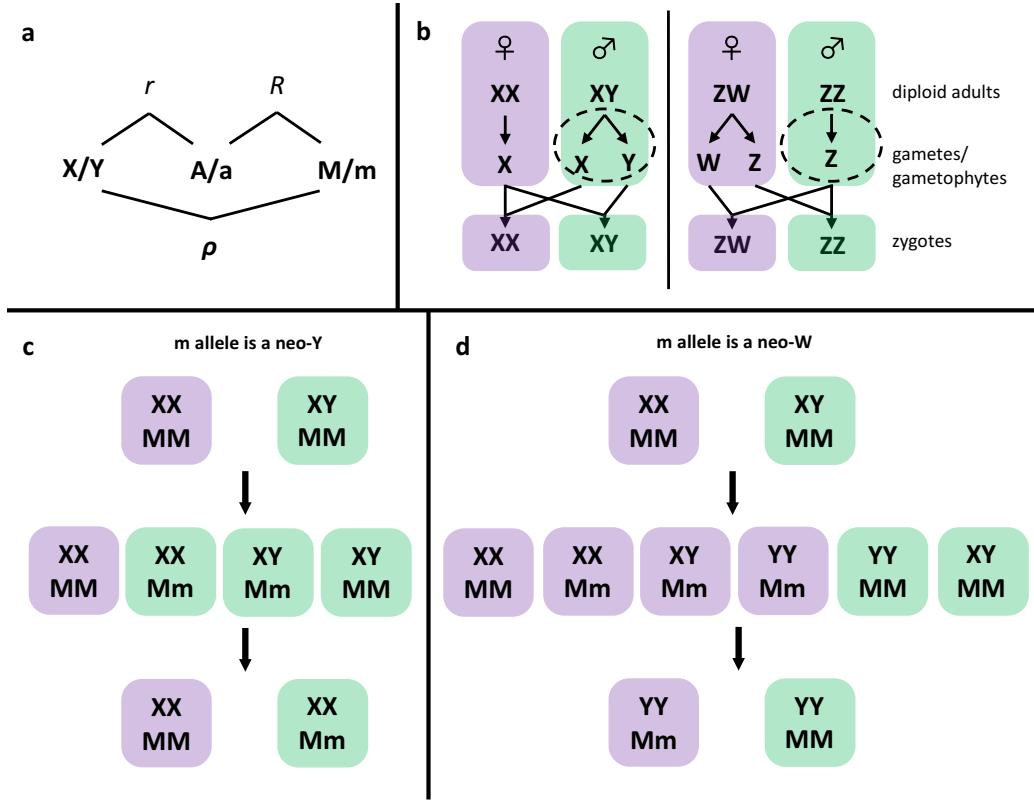 a
r R
X/Y A/a M/m
ρ
b
♀ ♂
XX XY
X X Y
XX XY
♀ ♂
ZW ZZ
W Z Z
ZW ZZ
diploid adults
gametes/
gametophytes
zygotes
c
m allele is a neo-Y
XX XY
MM MM
XX XX XY XY
MM Mm Mm MM
XX XX
MM Mm
d
m allele is a neo-W
XX XY
MM MM
XX XX XY YY YY XY
MM Mm Mm Mm MM MM
YY YY
Mm MM